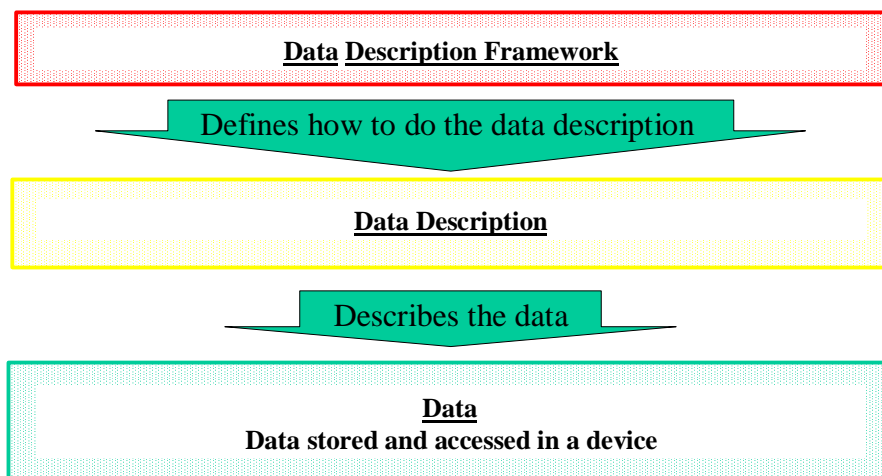 Data Description Framework
Defines how to do the data description
Data Description
Describes the data
Data
Data stored and accessed in a device